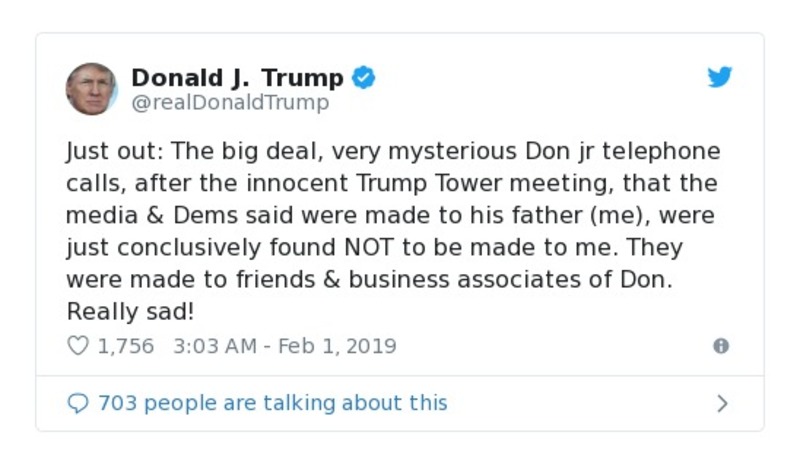 Donald J. Trump
@realDonaldTrump
Just out: The big deal, very mysterious Don jr telephone
calls, after the innocent Trump Tower meeting, that the
media & Dems said were made to his father (me), were
just conclusively found NOT to be made to me. They
were made to friends & business associates of Don.
Really sad!
1,756 3:03 AM - Feb 1, 2019
703 people are talking about this